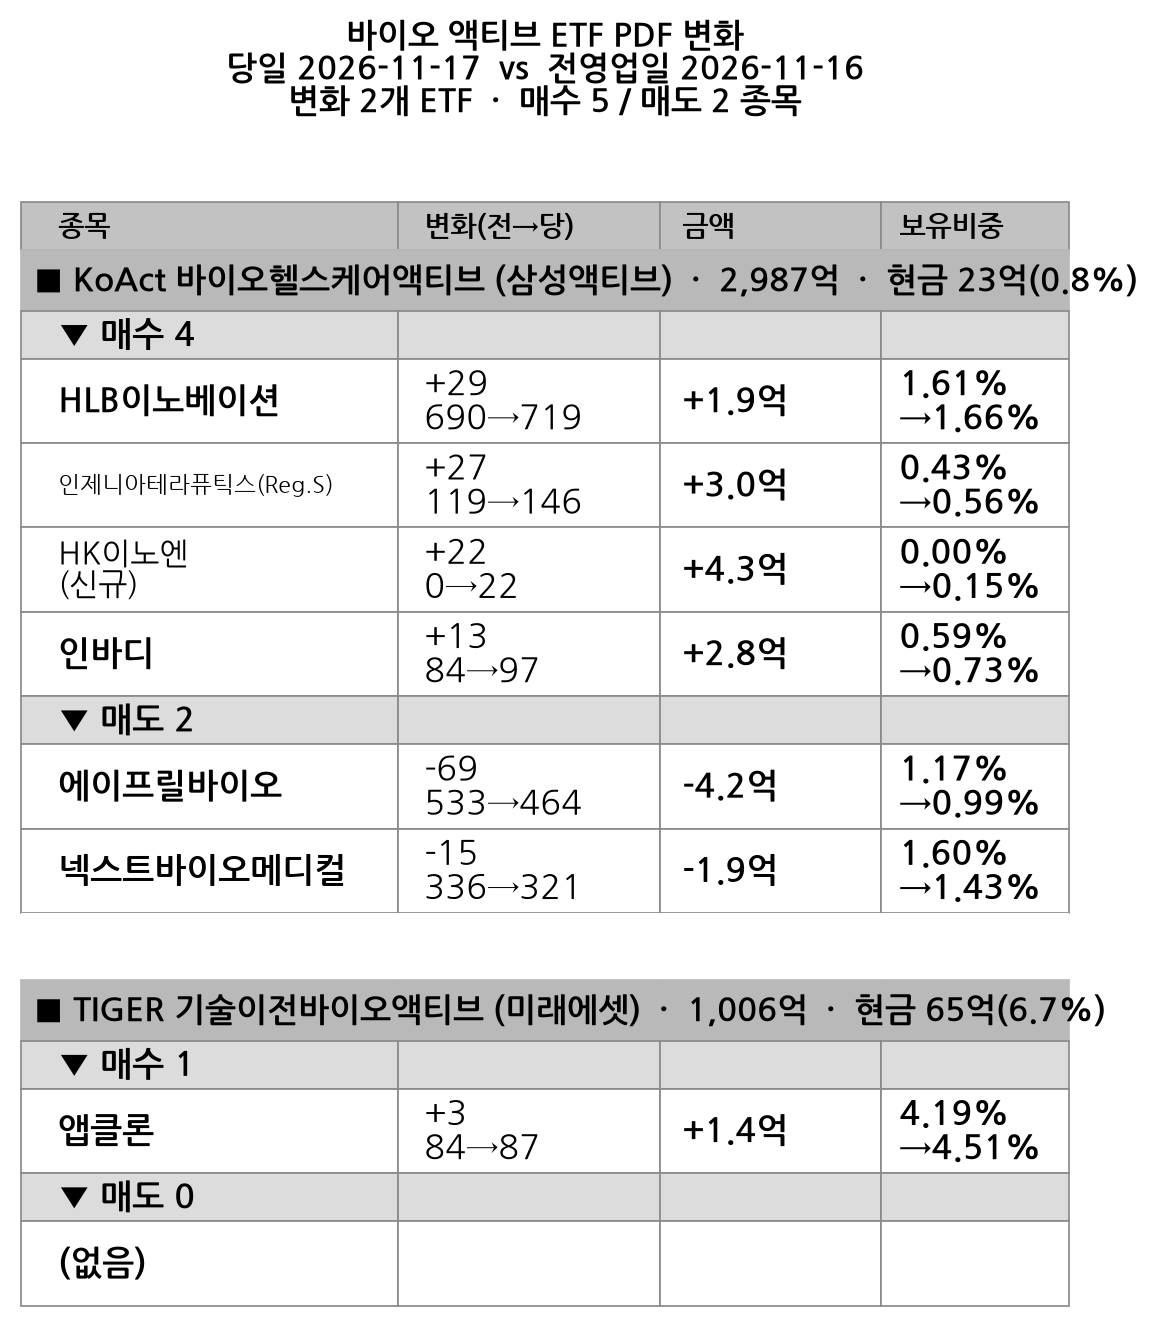 바이오 액티브 ETF PDF 변화
당일 2026-11-17 vs 전영업일 2026-11-16
변화 2개 ETF · 매수 5 / 매도 2 종목
종목 변화(전→당) 금액 보유비중
■ KoAct 바이오헬스케어액티브 (삼성액티브) · 2,987억 · 현금 23억(0.8%)
▼ 매수 4
HLB이노베이션 +29 690→719 +1.9억 1.61% →1.66%
인제니아테라퓨틱스(Reg.S) +27 119→146 +3.0억 0.43% →0.56%
HK이노엔 (신규) +22 0→22 +4.3억 0.00% →0.15%
인바디 +13 84→97 +2.8억 0.59% →0.73%
▼ 매도 2
에이프릴바이오 -69 533→464 -4.2억 1.17% →0.99%
넥스트바이오메디컬 -15 336→321 -1.9억 1.60% →1.43%
■ TIGER 기술이전바이오액티브 (미래에셋) · 1,006억 · 현금 65억(6.7%)
▼ 매수 1
앱클론 +3 84→87 +1.4억 4.19% →4.51%
▼ 매도 0
(없음)